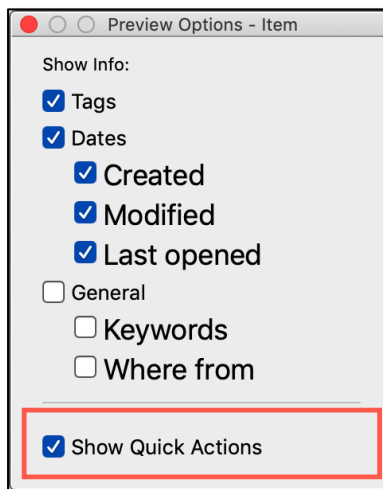 Preview Options - Item
Show Info:
Tags
Dates
Created
Modified
Last opened
General
Keywords
Where from
Show Quick Actions